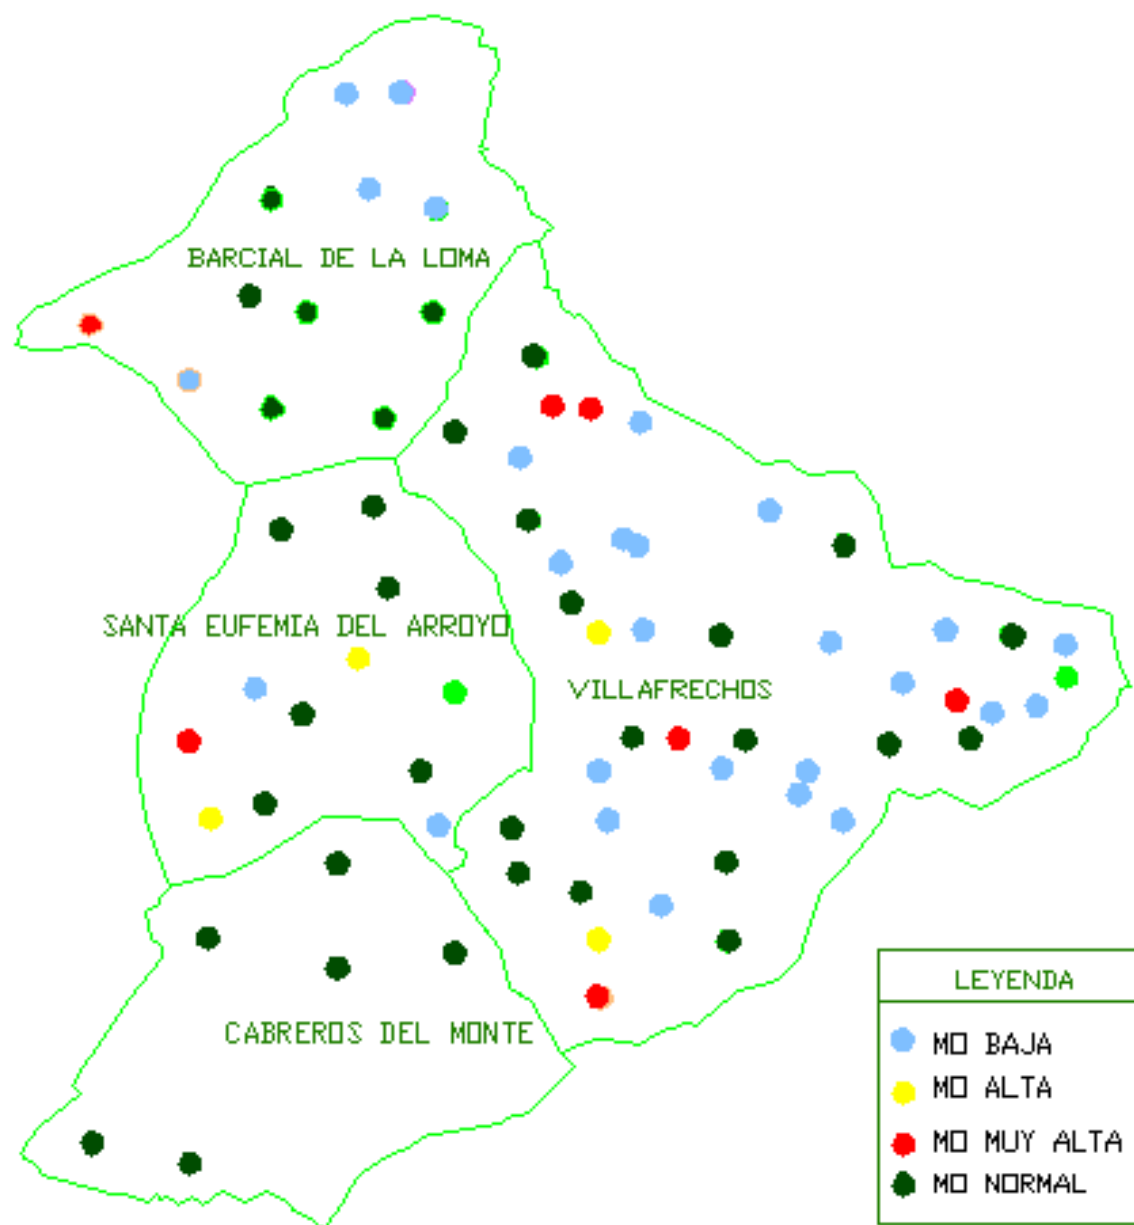 BARCIAL DE LA LOMA
SANTA EUFEMIA DEL ARROYO
VILLAFRECHOS
CABREROS DEL MONTE
LEYENDA
MO BAJA
MO ALTA
MO MUY ALTA
MO NORMAL